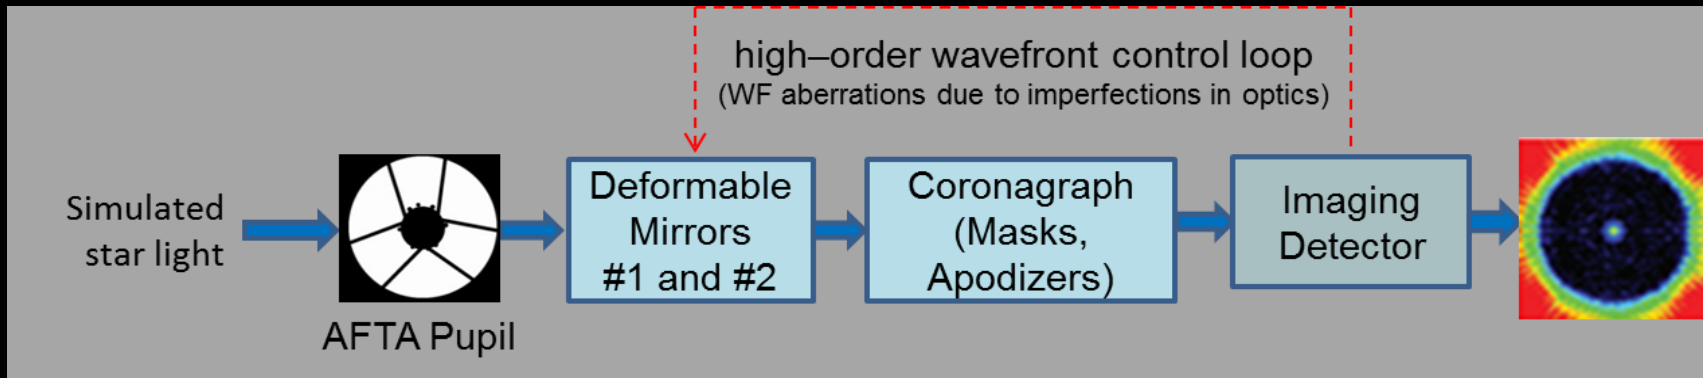 high–order wavefront control loop
(WF aberrations due to imperfections in optics)
Simulated
star light
AFTA Pupil
Deformable
Mirrors
#1 and #2
Coronagraph
(Masks,
Apodizers)
Imaging
Detector